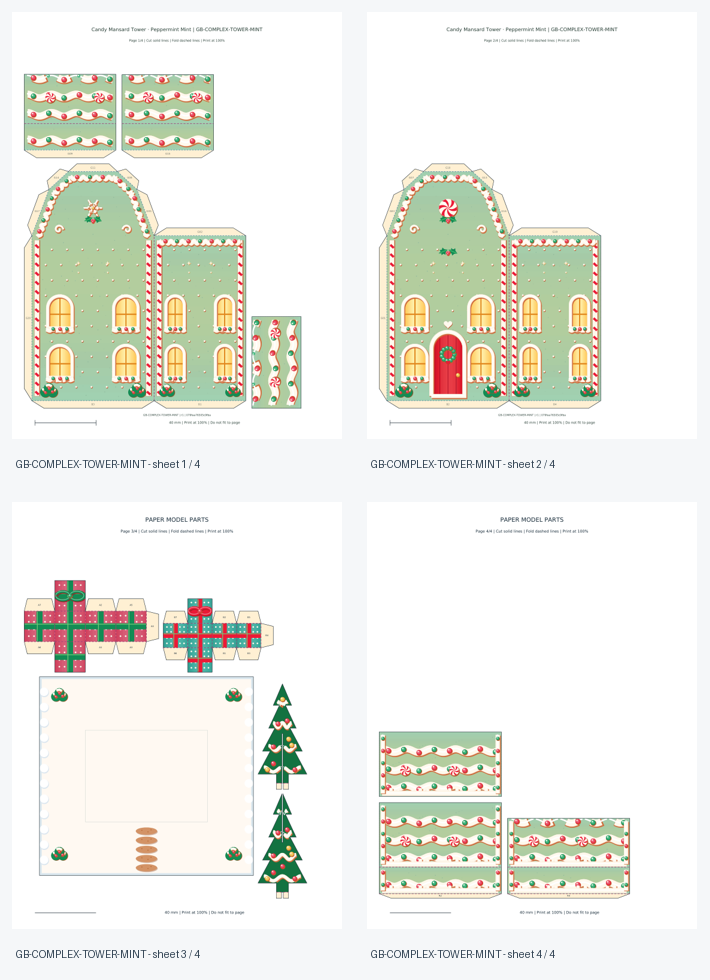 Candy Mansard Tower - Peppermint Mint | GB-COMPLEX-TOWER-MINT
Page 1/4 | Cut solid lines | Fold dashed lines | Print at 100%
40 mm | Print at 100% | Do not fit to page
GB-COMPLEX-TOWER-MINT - sheet 1 / 4
Candy Mansard Tower - Peppermint Mint | GB-COMPLEX-TOWER-MINT
Page 2/4 | Cut solid lines | Fold dashed lines | Print at 100%
40 mm | Print at 100% | Do not fit to page
GB-COMPLEX-TOWER-MINT - sheet 2 / 4
PAPER MODEL PARTS
Page 3/4 | Cut solid lines | Fold dashed lines | Print at 100%
40 mm | Print at 100% | Do not fit to page
GB-COMPLEX-TOWER-MINT - sheet 3 / 4
PAPER MODEL PARTS
Page 4/4 | Cut solid lines | Fold dashed lines | Print at 100%
40 mm | Print at 100% | Do not fit to page
GB-COMPLEX-TOWER-MINT - sheet 4 / 4